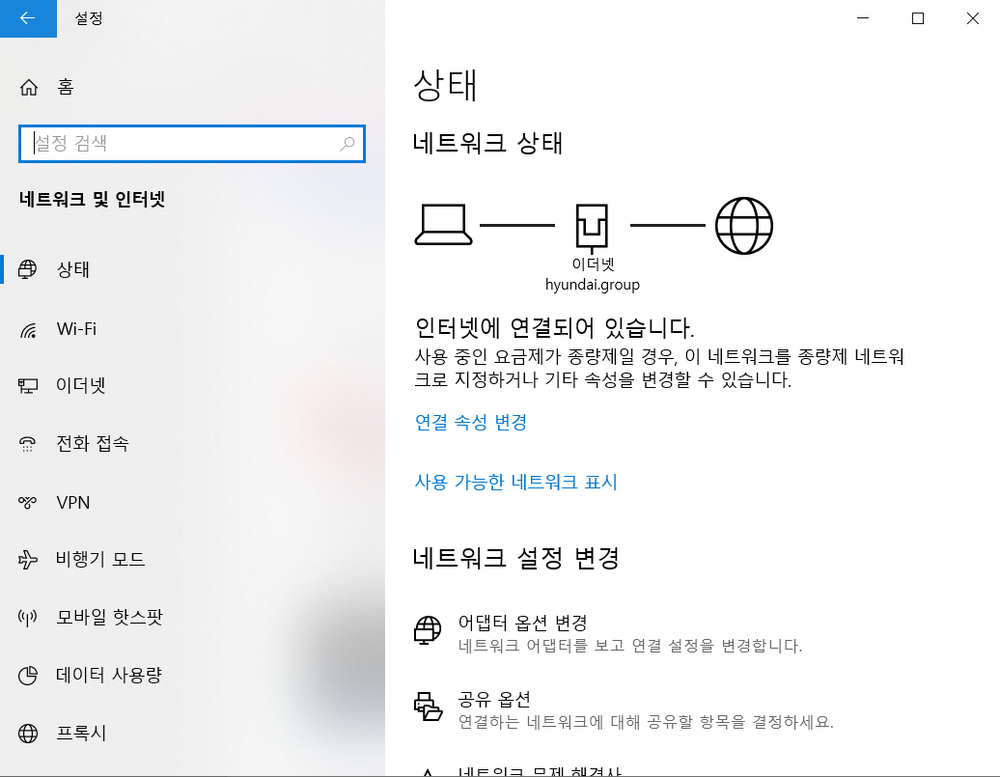 설정
홈
설정 검색
네트워크 및 인터넷
상태
Wi-Fi
이더넷
전화 접속
VPN
비행기 모드
모바일 핫스팟
데이터 사용량
프록시
상태
네트워크 상태
이더넷
hyundai.group
인터넷에 연결되어 있습니다.
사용 중인 요금제가 종량제일 경우, 이 네트워크를 종량제 네트워
크로 지정하거나 기타 속성을 변경할 수 있습니다.
연결 속성 변경
사용 가능한 네트워크 표시
네트워크 설정 변경
어댑터 옵션 변경
네트워크 어댑터를 보고 연결 설정을 변경합니다.
공유 옵션
연결하는 네트워크에 대해 공유할 항목을 결정하세요.
네트워크 문제 해결사